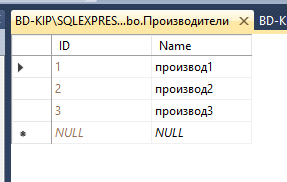 BD-KIP\SQLEXPRES...bo.Производители
BD-K
ID Name
1 производ1
2 производ2
3 производ3
NULL NULL